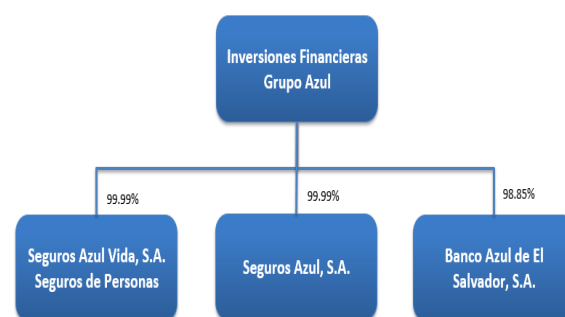 Inversiones Financieras
Grupo Azul
99.99%
99.99%
98.85%
Seguros Azul Vida, S.A.
Seguros de Personas
Seguros Azul, S.A.
Banco Azul de El
Salvador, S.A.